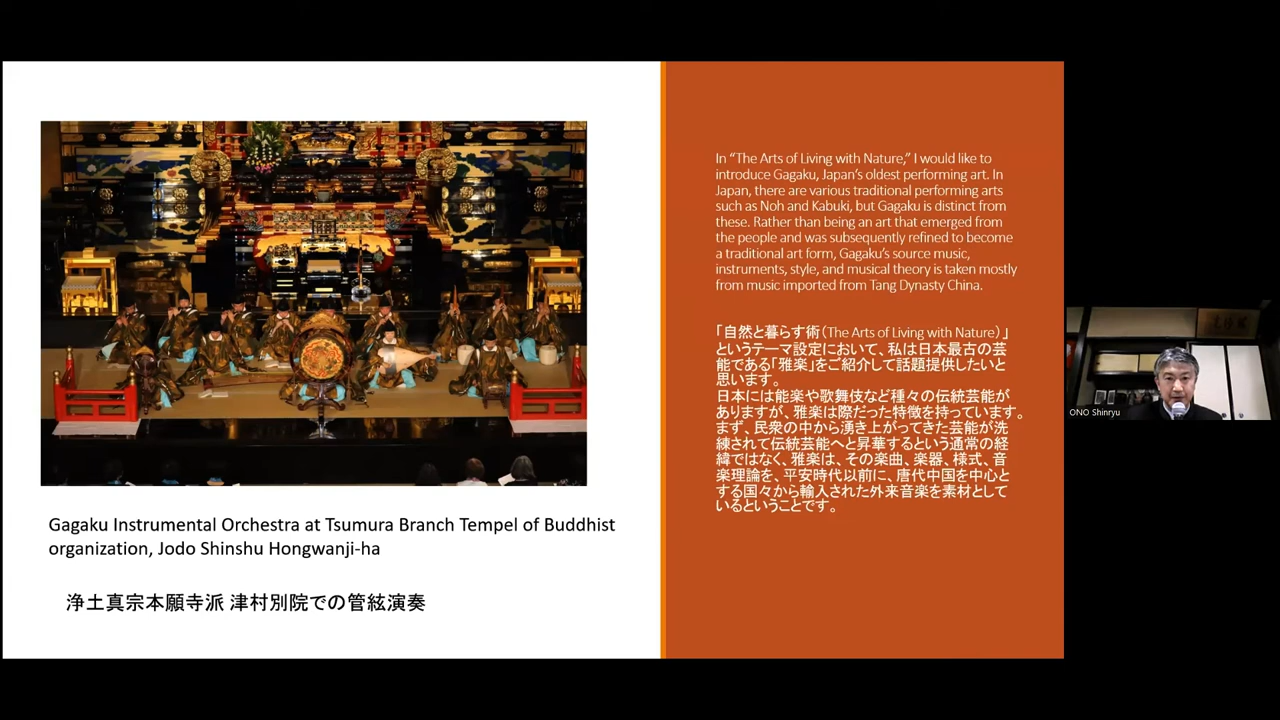 Gagaku Instrumental Orchestra at Tsumura Branch Tempel of Buddhist
organization, Jodo Shinshu Hongwanji-ha
浄土真宗本願寺派 津村別院での管絃演奏
In “The Arts of Living with Nature,” I would like to
introduce Gagaku, Japan’s oldest performing art. In
Japan, there are various traditional performing arts
such as Noh and Kabuki, but Gagaku is distinct from
these. Rather than being an art that emerged from
the people and was subsequently refined to become
a traditional art form, Gagaku’s source music,
instruments, style, and musical theory is taken mostly
from music imported from Tang Dynasty China.
「自然と暮らす術（The Arts of Living with Nature）」
というテーマ設定において、私は日本最古の芸
能である「雅楽」をご紹介して話題提供したいと
思います。
日本には能楽や歌舞伎など種々の伝統芸能が
ありますが、雅楽は際だった特徴を持っています。
まず、民衆の中から湧き上がってきた芸能が洗
練されて伝統芸能へと昇華するという通常の経
緯ではなく、雅楽は、その楽曲、楽器、様式、音
楽理論を、平安時代以前に、唐代中国を中心と
する国々から輸入された外来音楽を素材として
いるということです。
ONO Shinryu